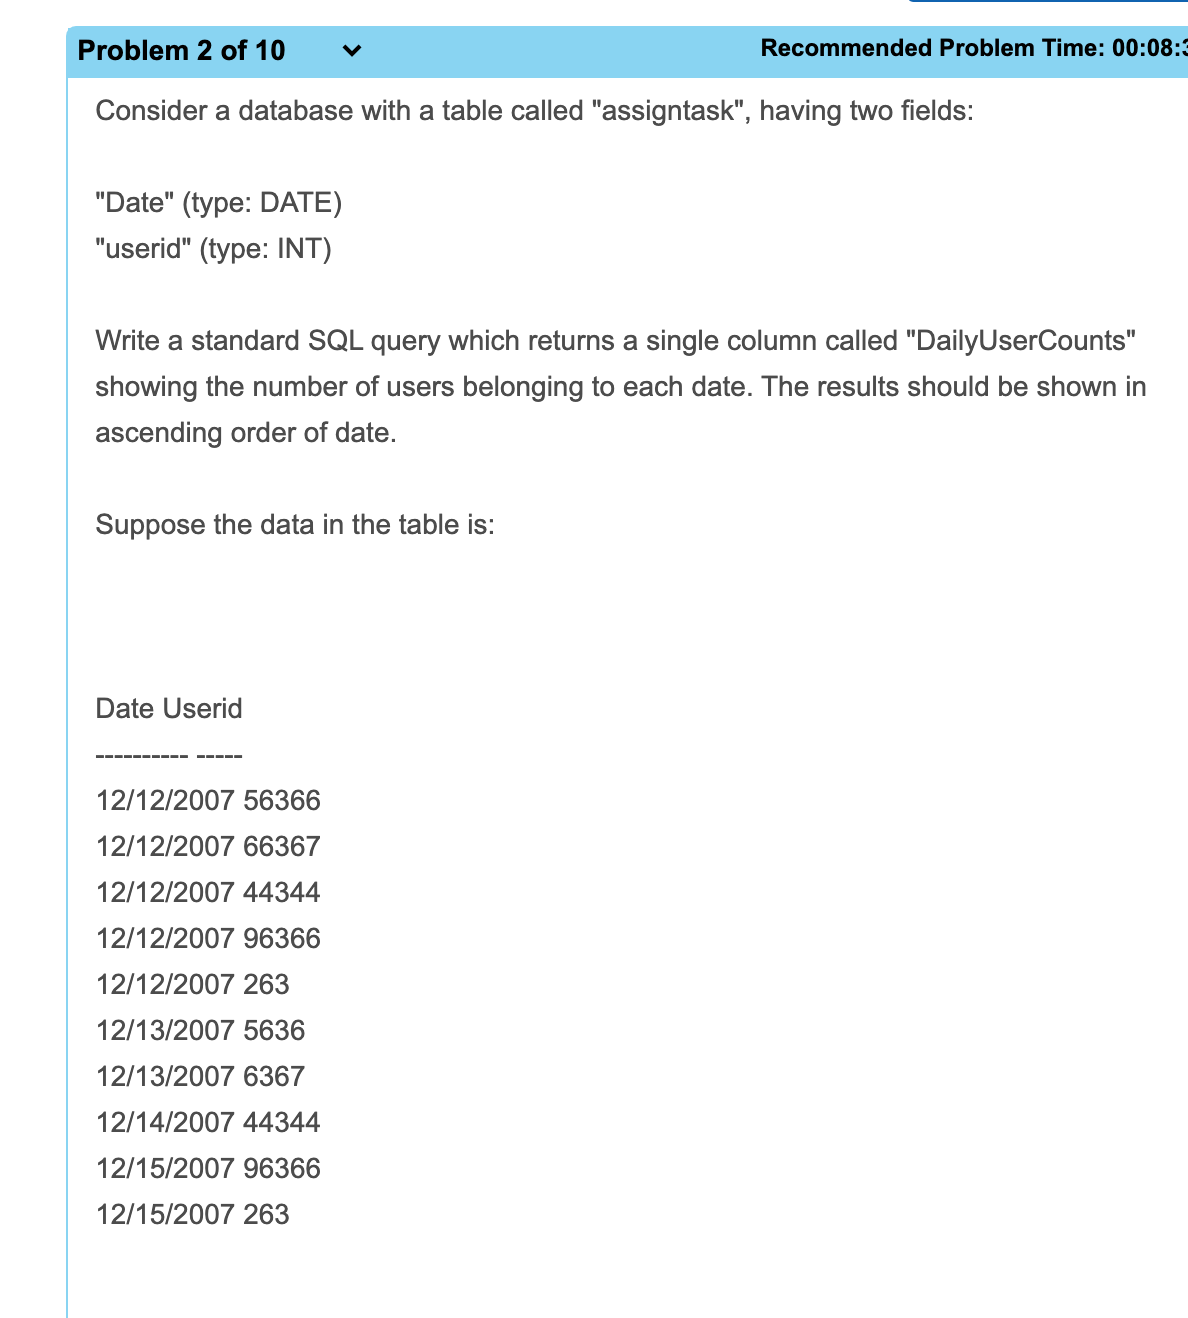 Problem 2 of 10
Recommended Problem Time: 00:08:
Consider a database with a table called "assigntask", having two fields:
"Date" (type: DATE)
"userid" (type: INT)
Write a standard SQL query which returns a single column called "DailyUserCounts"
showing the number of users belonging to each date. The results should be shown in
ascending order of date.
Suppose the data in the table is:
Date Userid
---------- -----
12/12/2007 56366
12/12/2007 66367
12/12/2007 44344
12/12/2007 96366
12/12/2007 263
12/13/2007 5636
12/13/2007 6367
12/14/2007 44344
12/15/2007 96366
12/15/2007 263